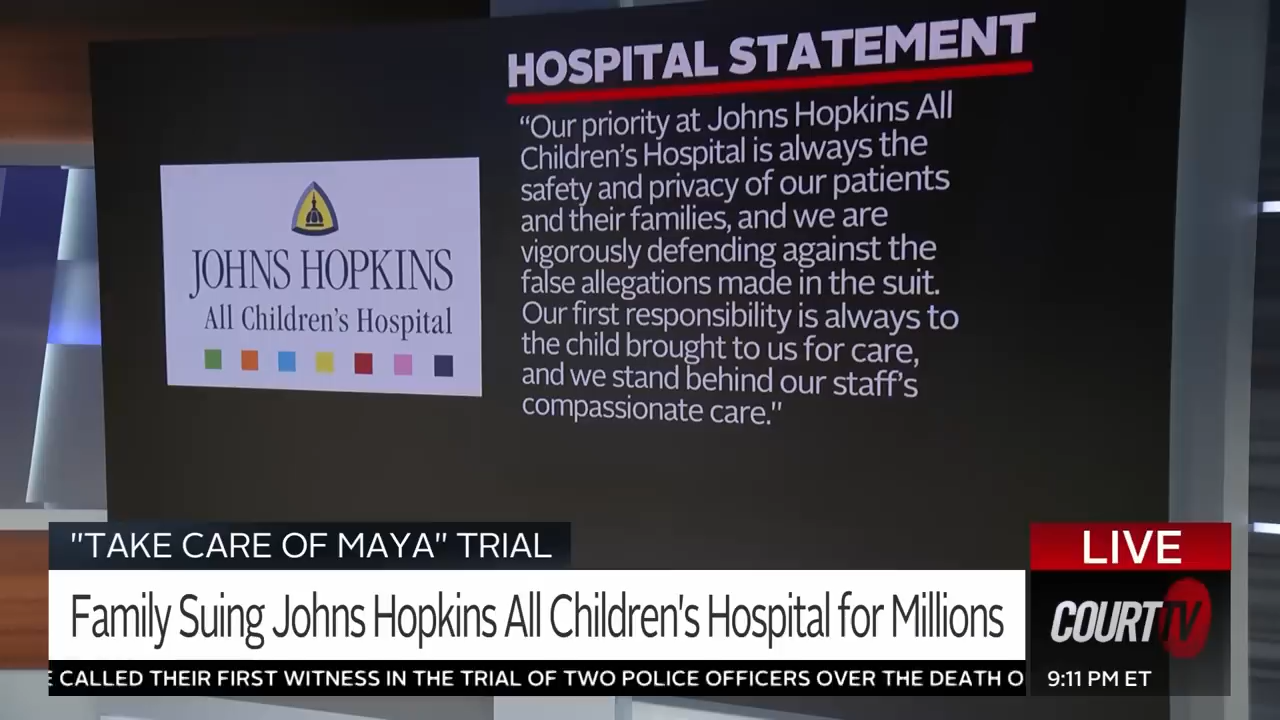 HOSPITAL STATEMENT
“Our priority at Johns Hopkins All
Children’s Hospital is always the
safety and privacy of our patients
and their families, and we are
vigorously defending against the
false allegations made in the suit.
Our first responsibility is always to
the child brought to us for care,
and we stand behind our staff’s
compassionate care."
JOHNS HOPKINS
All Children’s Hospital
"TAKE CARE OF MAYA" TRIAL
LIVE
Family Suing Johns Hopkins All Children's Hospital for Millions
COURT TV
CALLED THEIR FIRST WITNESS IN THE TRIAL OF TWO POLICE OFFICERS OVER THE DEATH O
9:11 PM ET